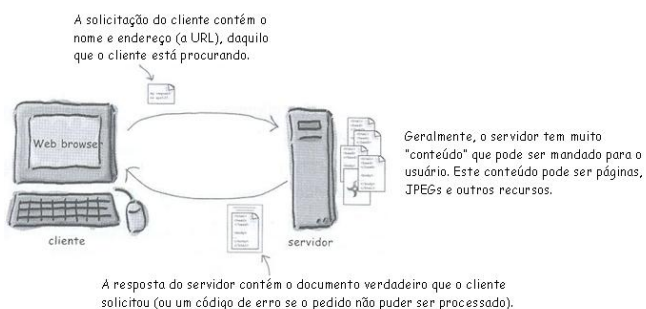 A solicitação do cliente contém o
nome e endereço (a URL), daquilo
que o cliente está procurando.
Web browser
Geralmente, o servidor tem muito
"conteúdo" que pode ser mandado para o
usuário. Este conteúdo pode ser páginas,
JPEGs e outros recursos.
cliente
servidor
A resposta do servidor contém o documento verdadeiro que o cliente
solicitou (ou um código de erro se o pedido não puder ser processado).